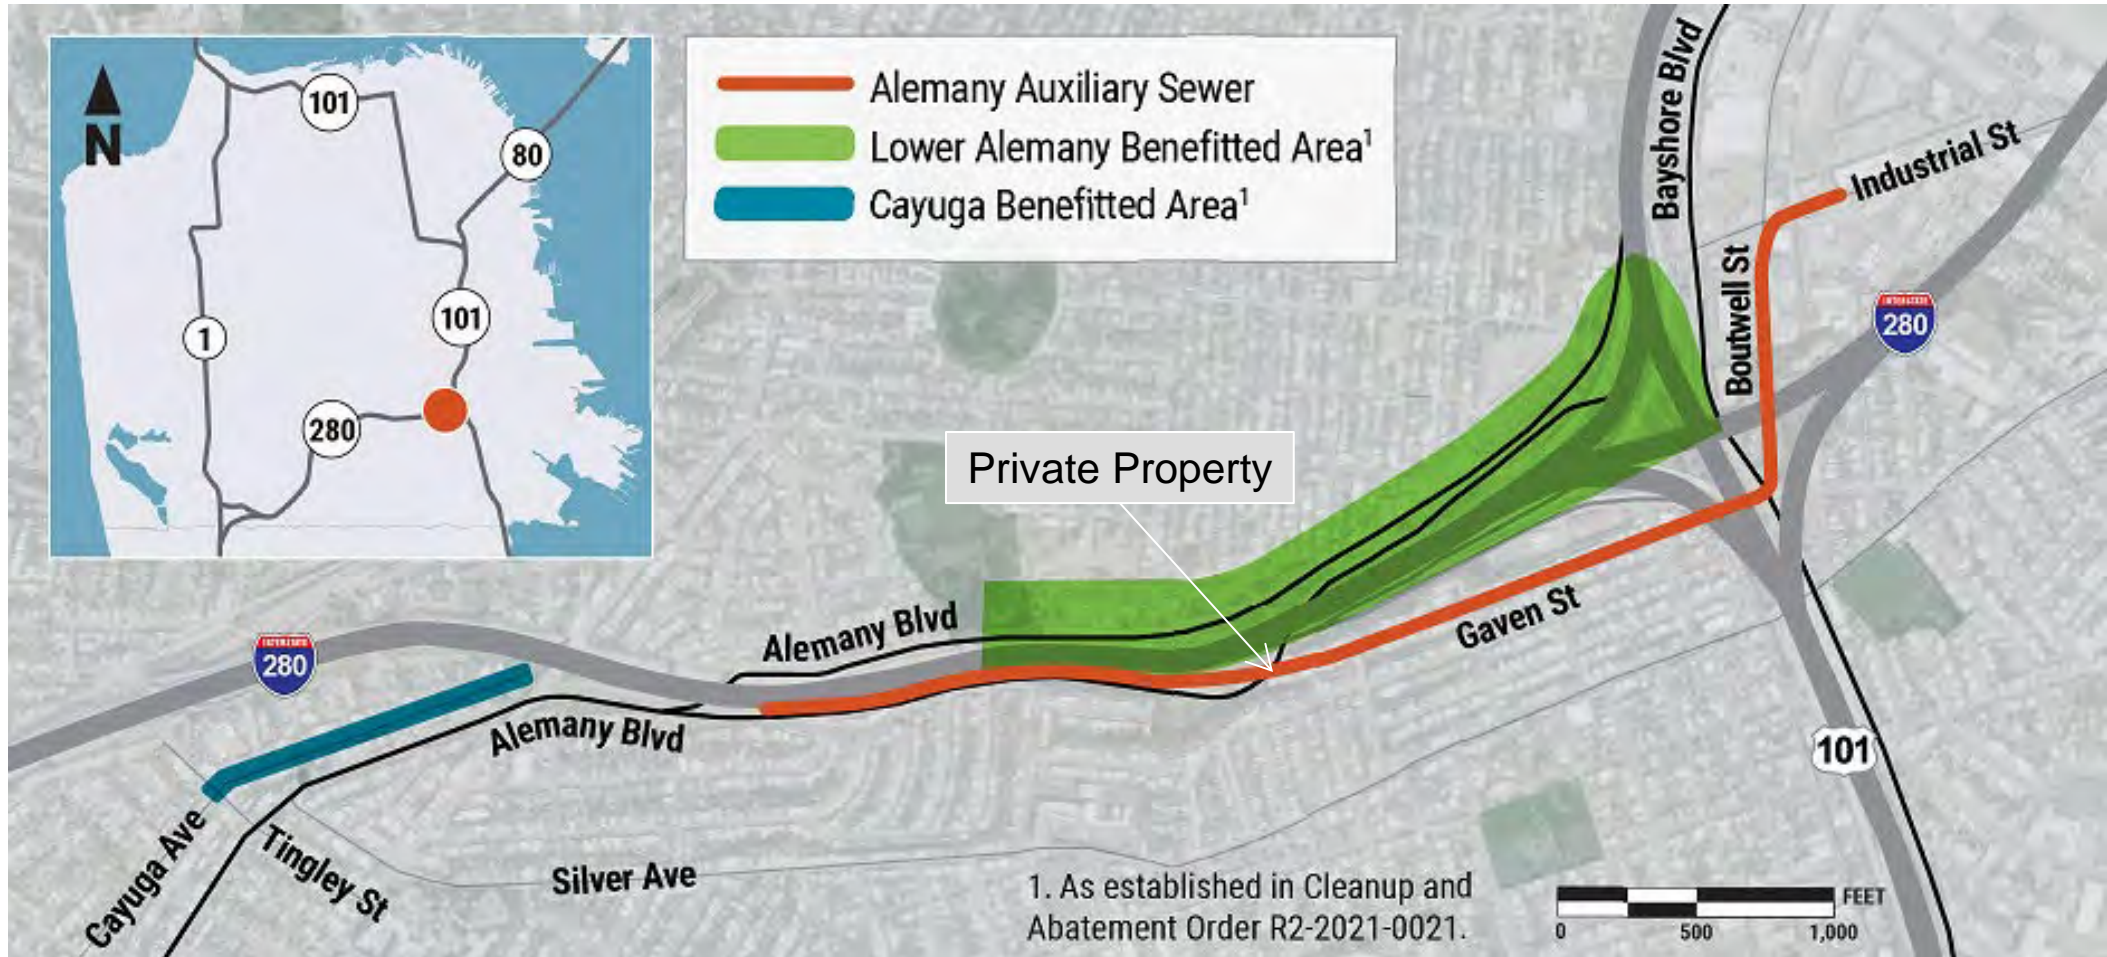 N
101
80
101
1
280
Alemany Auxiliary Sewer
Lower Alemany Benefitted Area¹
Cayuga Benefitted Area¹
Bayshore Blvd
Industrial St
Boutwell St
INTERSTATE
280
Private Property
Gaven St
Alemany Blvd
INTERSTATE
280
Alemany Blvd
101
Cayuga Ave
Tingley St
Silver Ave
1. As established in Cleanup and
Abatement Order R2-2021-0021.
FEET
0 500 1,000